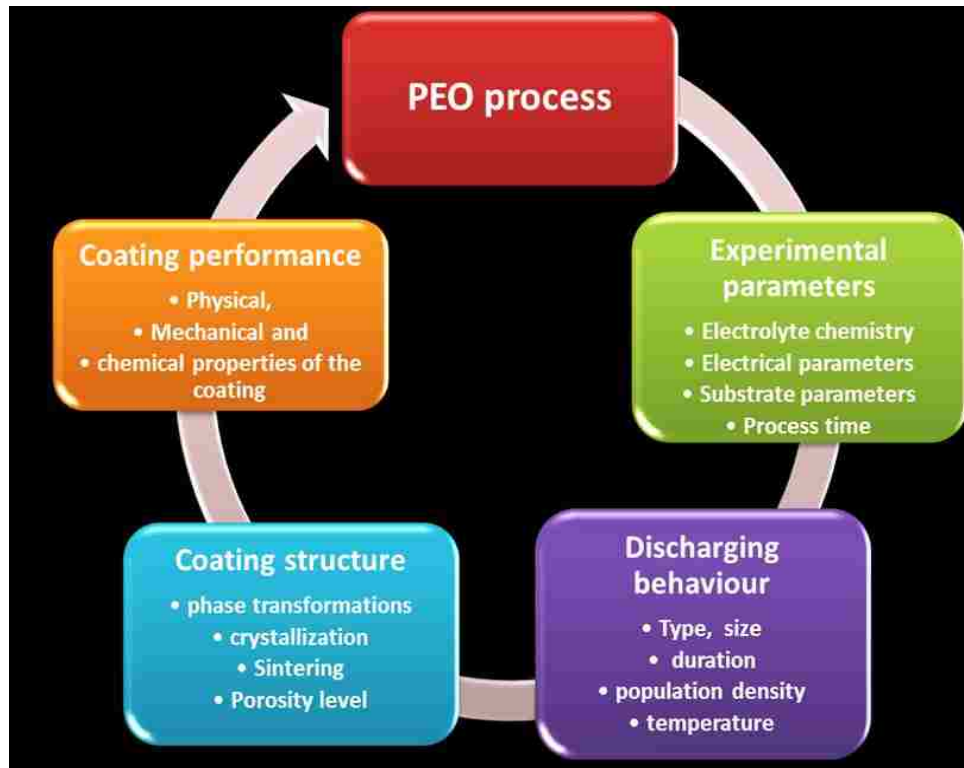 PEO process
Experimental
parameters
• Electrolyte chemistry
• Electrical parameters
• Substrate parameters
• Process time
Discharging
behaviour
• Type, size
• duration
• population density
• temperature
Coating structure
• phase transformations
• crystallization
• Sintering
• Porosity level
Coating performance
• Physical,
• Mechanical and
• chemical properties of the
coating